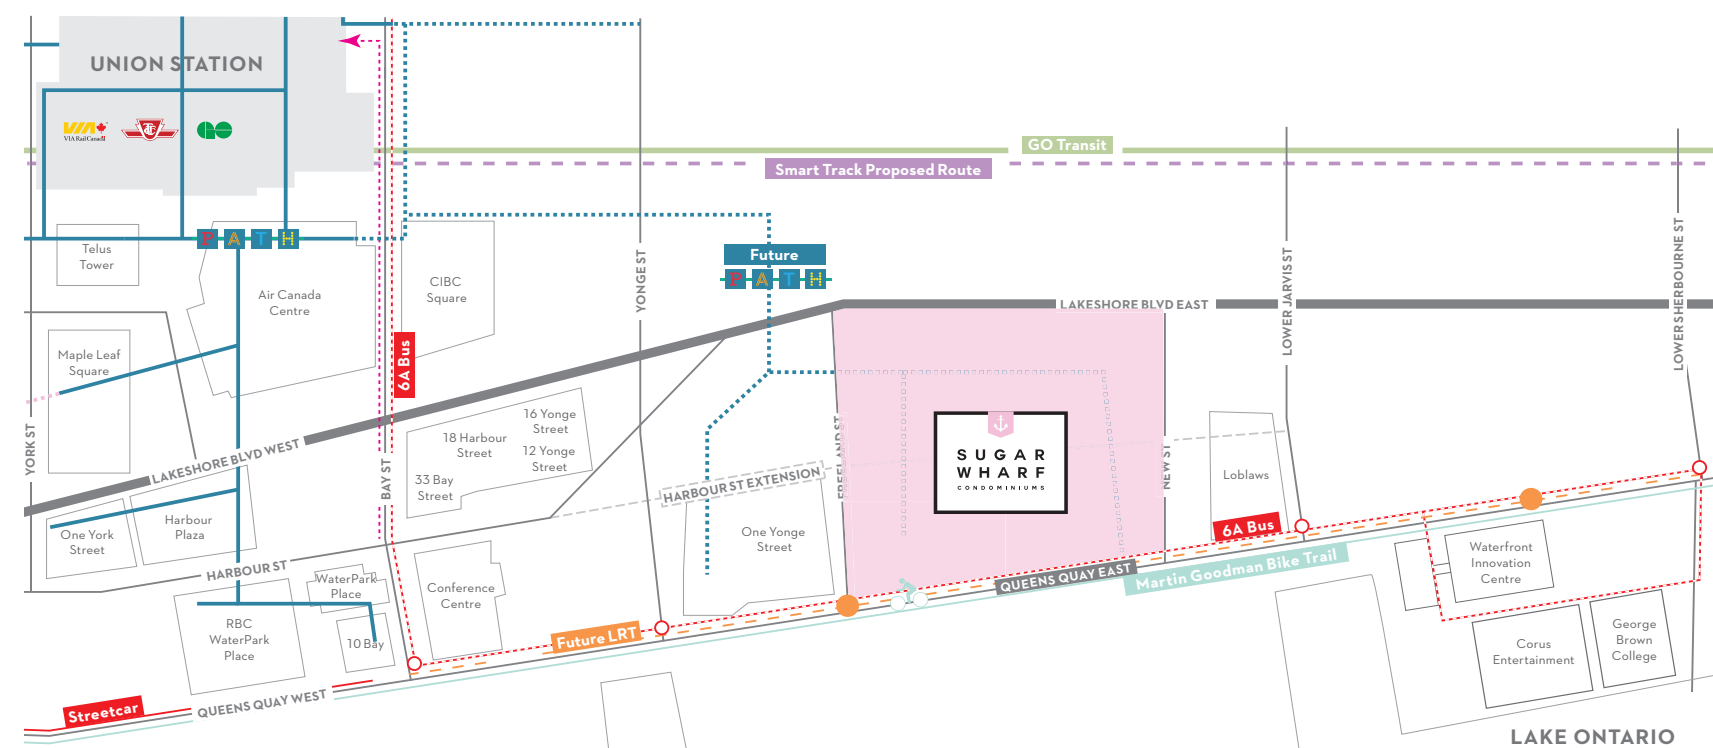 UNION STATION
VIA
VIA Rail Canada
TTC
GO
GO Transit
Smart Track Proposed Route
Telus
Tower
P A T H
Air Canada
Centre
CIBC
Square
YONGE ST
Future
P A T H
LAKESHORE BLVD EAST
LOWER JARVIS ST
LOWER SHERBOURNE ST
Maple Leaf
Square
6A Bus
YORK ST
LAKESHORE BLVD WEST
BAY ST
16 Yonge
Street
18 Harbour
Street
12 Yonge
Street
33 Bay
Street
HARBOUR ST EXTENSION
FREELAND ST
SUGAR
WHARF
CONDOMINIUMS
NEW ST
Loblaws
One York
Street
Harbour
Plaza
HARBOUR ST
One Yonge
Street
6A Bus
Martin Goodman Bike Trail
QUEENS QUAY EAST
Waterfront
Innovation
Centre
WaterPark
Place
Conference
Centre
RBC
WaterPark
Place
10 Bay
Future LRT
Corus
Entertainment
George
Brown
College
Streetcar
QUEENS QUAY WEST
LAKE ONTARIO